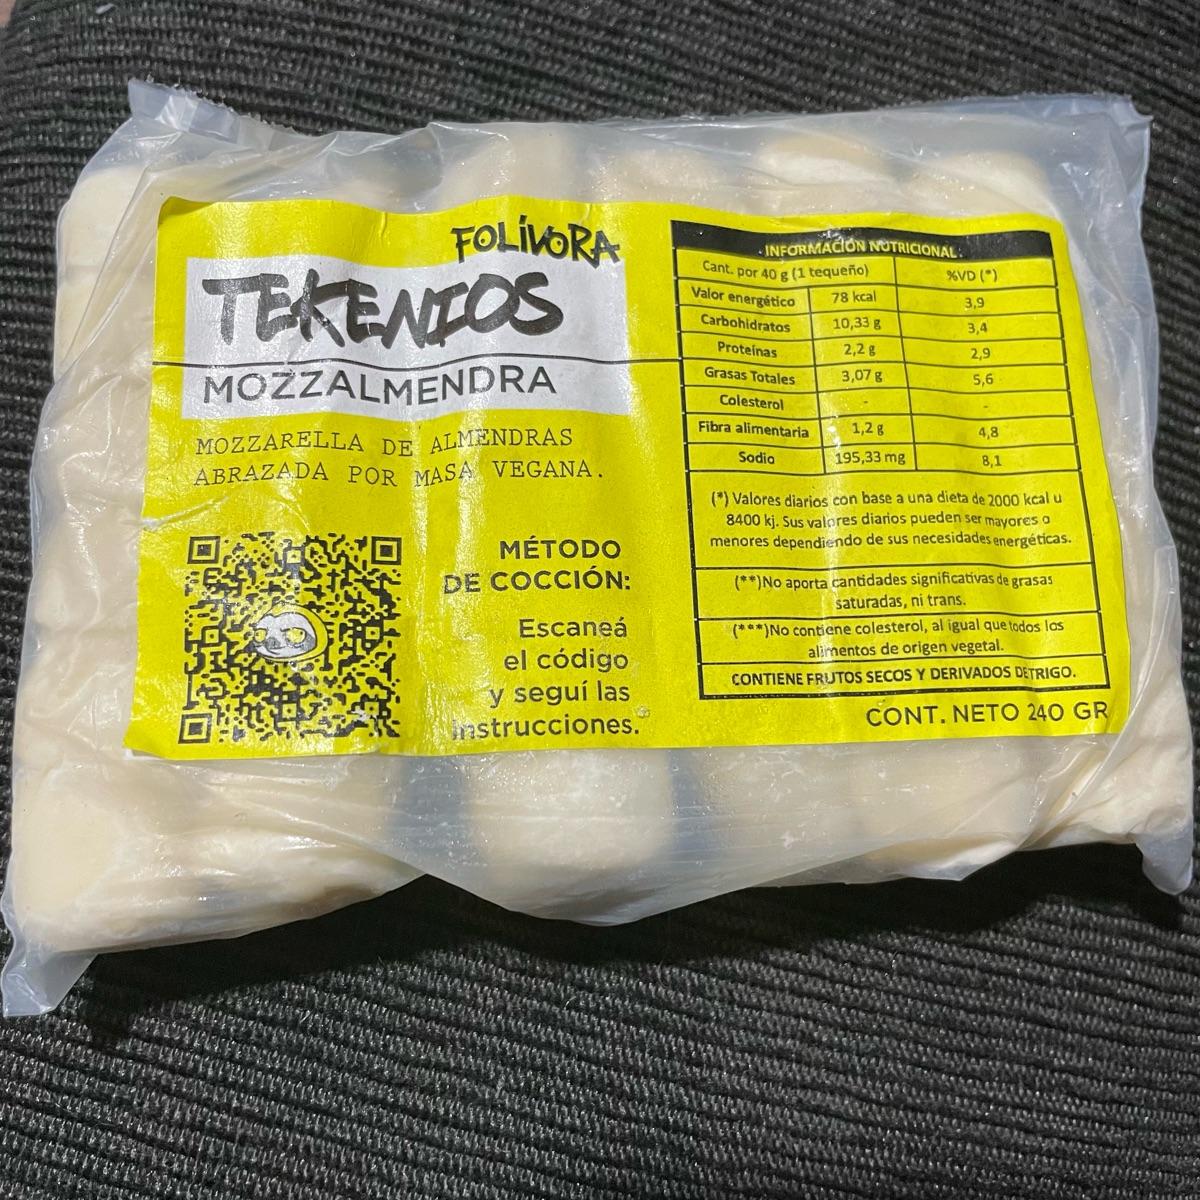 FOLÍVORA
TEKENIOS
MOZZALMENDRA
MOZZARELLA DE ALMENDRAS
ABRAZADA POR MASA VEGANA.
MÉTODO
DE COCCIÓN:
Escaneá
el código
y seguí las
instrucciones.
INFORMACIÓN NUTRICIONAL
Cant. por 40 g (1 tequeño) %VD (*)
Valor energético 78 kcal 3,9
Carbohidratos 10,33 g 3,4
Proteínas 2,2 g 2,9
Grasas Totales 3,07 g 5,6
Colesterol - -
Fibra alimentaria 1,2 g 4,8
Sodio 195,33 mg 8,1
(*) Valores diarios con base a una dieta de 2000 kcal u
8400 kj. Sus valores diarios pueden ser mayores o
menores dependiendo de sus necesidades energéticas.
(**)No aporta cantidades significativas de grasas
saturadas, ni trans.
(***)No contiene colesterol, al igual que todos los
alimentos de origen vegetal.
CONTIENE FRUTOS SECOS Y DERIVADOS DE TRIGO.
CONT. NETO 240 GR